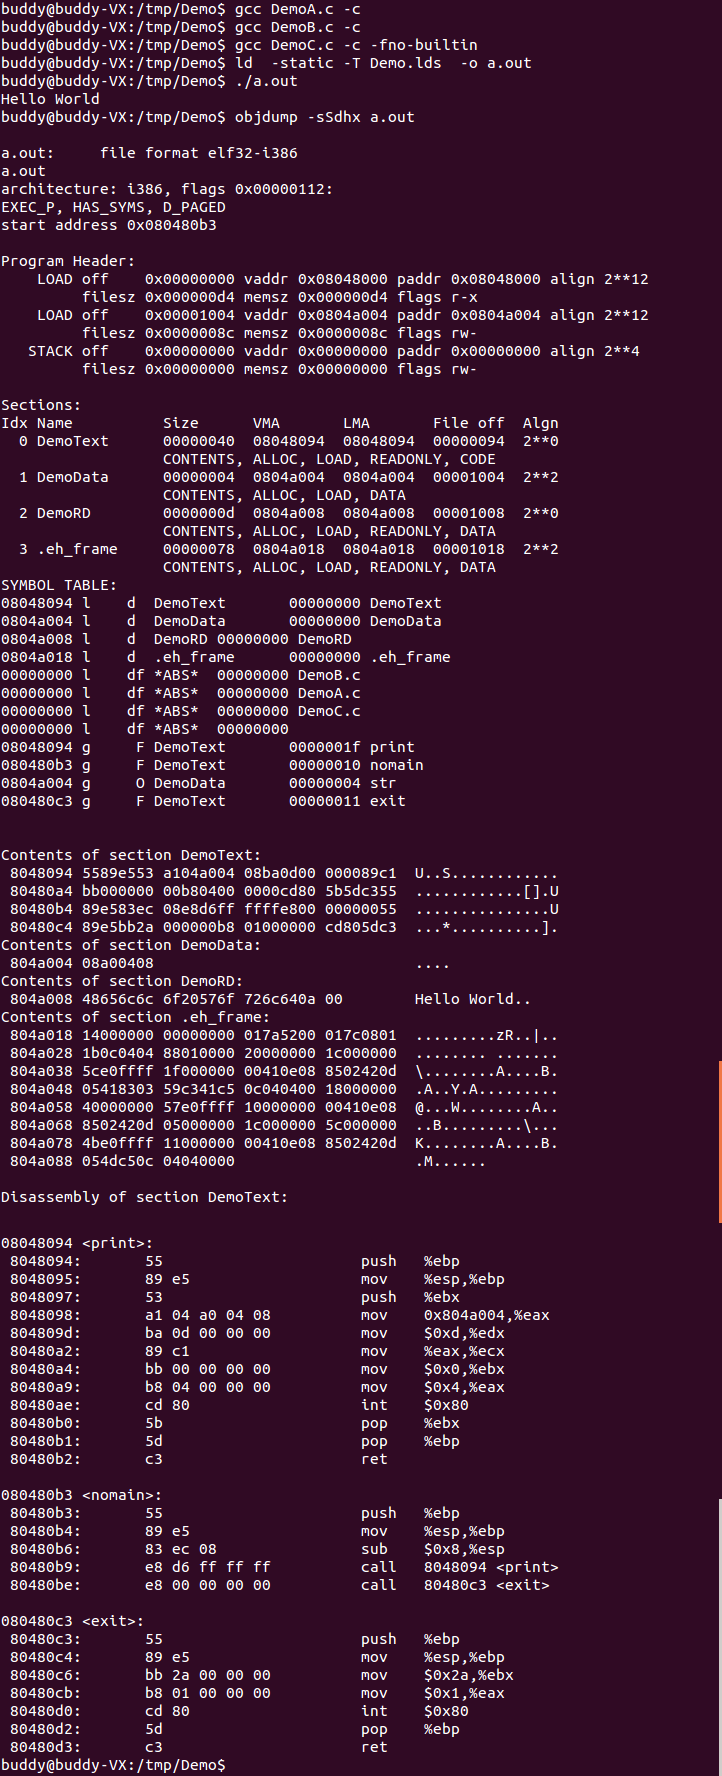 buddy@buddy-VX:/tmp/Demo$ gcc DemoA.c -c
buddy@buddy-VX:/tmp/Demo$ gcc DemoB.c -c
buddy@buddy-VX:/tmp/Demo$ gcc DemoC.c -c -fno-builtin
buddy@buddy-VX:/tmp/Demo$ ld  -static -T Demo.lds  -o a.out
buddy@buddy-VX:/tmp/Demo$ ./a.out
Hello World
buddy@buddy-VX:/tmp/Demo$ objdump -sSdhx a.out
a.out:     file format elf32-i386
a.out
architecture: i386, flags 0x00000112:
EXEC_P, HAS_SYMS, D_PAGED
start address 0x080480b3
Program Header:
    LOAD off    0x00000000 vaddr 0x08048000 paddr 0x08048000 align 2**12
         filesz 0x000000d4 memsz 0x000000d4 flags r-x
    LOAD off    0x00001004 vaddr 0x0804a004 paddr 0x0804a004 align 2**12
         filesz 0x0000008c memsz 0x0000008c flags rw-
   STACK off    0x00000000 vaddr 0x00000000 paddr 0x00000000 align 2**4
         filesz 0x00000000 memsz 0x00000000 flags rw-
Sections:
Idx Name          Size      VMA       LMA       File off  Algn
  0 DemoText      00000040  08048094  08048094  00000094  2**0
                  CONTENTS, ALLOC, LOAD, READONLY, CODE
  1 DemoData      00000004  0804a004  0804a004  00001004  2**2
                  CONTENTS, ALLOC, LOAD, DATA
  2 DemoRD        0000000d  0804a008  0804a008  00001008  2**0
                  CONTENTS, ALLOC, LOAD, READONLY, DATA
  3 .eh_frame     00000078  0804a018  0804a018  00001018  2**2
                  CONTENTS, ALLOC, LOAD, READONLY, DATA
SYMBOL TABLE:
08048094 l    d  DemoText       00000000 DemoText
0804a004 l    d  DemoData       00000000 DemoData
0804a008 l    d  DemoRD 00000000 DemoRD
0804a018 l    d  .eh_frame      00000000 .eh_frame
00000000 l    df *ABS*  00000000 DemoB.c
00000000 l    df *ABS*  00000000 DemoA.c
00000000 l    df *ABS*  00000000 DemoC.c
00000000 l    df *ABS*  00000000
08048094 g     F DemoText       0000001f print
080480b3 g     F DemoText       00000010 nomain
0804a004 g     O DemoData       00000004 str
080480c3 g     F DemoText       00000011 exit
Contents of section DemoText:
 8048094 5589e553 a104a004 08ba0d00 000089c1  U..S............
 80480a4 bb000000 00b80400 0000cd80 5b5dc355  ............[].U
 80480b4 89e583ec 08e8d6ff ffffe800 00000055  ...............U
 80480c4 89e5bb2a 000000b8 01000000 cd805dc3  ...*..........].
Contents of section DemoData:
 804a004 08a00408                             ....
Contents of section DemoRD:
 804a008 48656c6c 6f20576f 726c640a 00        Hello World..
Contents of section .eh_frame:
 804a018 14000000 00000000 017a5200 017c0801  .........zR..|..
 804a028 1b0c0404 88010000 20000000 1c000000  ........ .......
 804a038 5ce0ffff 1f000000 00410e08 8502420d  \........A....B.
 804a048 05418303 59c341c5 0c040400 18000000  .A..Y.A.........
 804a058 40000000 57e0ffff 10000000 00410e08  @...W........A..
 804a068 8502420d 05000000 1c000000 5c000000  ..B.........\...
 804a078 4be0ffff 11000000 00410e08 8502420d  K........A....B.
 804a088 054dc50c 04040000                    .M......
Disassembly of section DemoText:
08048094 <print>:
 8048094:       55                      push   %ebp
 8048095:       89 e5                   mov    %esp,%ebp
 8048097:       53                      push   %ebx
 8048098:       a1 04 a0 04 08          mov    0x804a004,%eax
 804809d:       ba 0d 00 00 00          mov    $0xd,%edx
 80480a2:       89 c1                   mov    %eax,%ecx
 80480a4:       bb 00 00 00 00          mov    $0x0,%ebx
 80480a9:       b8 04 00 00 00          mov    $0x4,%eax
 80480ae:       cd 80                   int    $0x80
 80480b0:       5b                      pop    %ebx
 80480b1:       5d                      pop    %ebp
 80480b2:       c3                      ret
080480b3 <nomain>:
 80480b3:       55                      push   %ebp
 80480b4:       89 e5                   mov    %esp,%ebp
 80480b6:       83 ec 08                sub    $0x8,%esp
 80480b9:       e8 d6 ff ff ff          call   8048094 <print>
 80480be:       e8 00 00 00 00          call   80480c3 <exit>
080480c3 <exit>:
 80480c3:       55                      push   %ebp
 80480c4:       89 e5                   mov    %esp,%ebp
 80480c6:       bb 2a 00 00 00          mov    $0x2a,%ebx
 80480cb:       b8 01 00 00 00          mov    $0x1,%eax
 80480d0:       cd 80                   int    $0x80
 80480d2:       5d                      pop    %ebp
 80480d3:       c3                      ret
buddy@buddy-VX:/tmp/Demo$